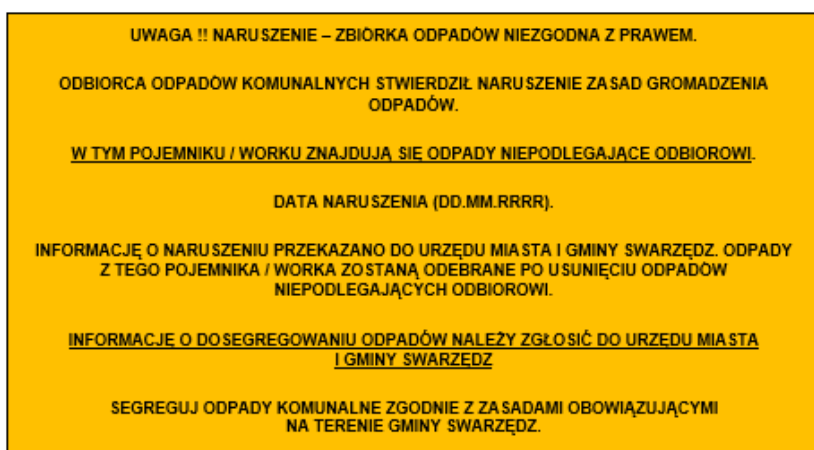 UWAGA !! NARUSZENIE – ZBIÓRKA ODPADÓW NIEZGODNA Z PRAWEM.
ODBIORCA ODPADÓW KOMUNALNYCH STWIERDZIŁ NARUSZENIE ZASAD GROMADZENIA
ODPADÓW.
W TYM POJEMNIKU / WORKU ZNAJDUJĄ SIĘ ODPADY NIEPODLEGAJĄCE ODBIOROWI.
DATA NARUSZENIA (DD.MM.RRRR).
INFORMACJĘ O NARUSZENIU PRZEKAZANO DO URZĘDU MIASTA I GMINY SWARZĘDZ. ODPADY
Z TEGO POJEMNIKA / WORKA ZOSTANĄ ODEBRANE PO USUNIĘCIU ODPADÓW
NIEPODLEGAJĄCYCH ODBIOROWI.
INFORMACJĘ O DOSEGREGOWANIU ODPADÓW NALEŻY ZGŁOSIĆ DO URZĘDU MIASTA
I GMINY SWARZĘDZ
SEGREGUJ ODPADY KOMUNALNE ZGODNIE Z ZASADAMI OBOWIĄZUJĄCYMI
NA TERENIE GMINY SWARZĘDZ.